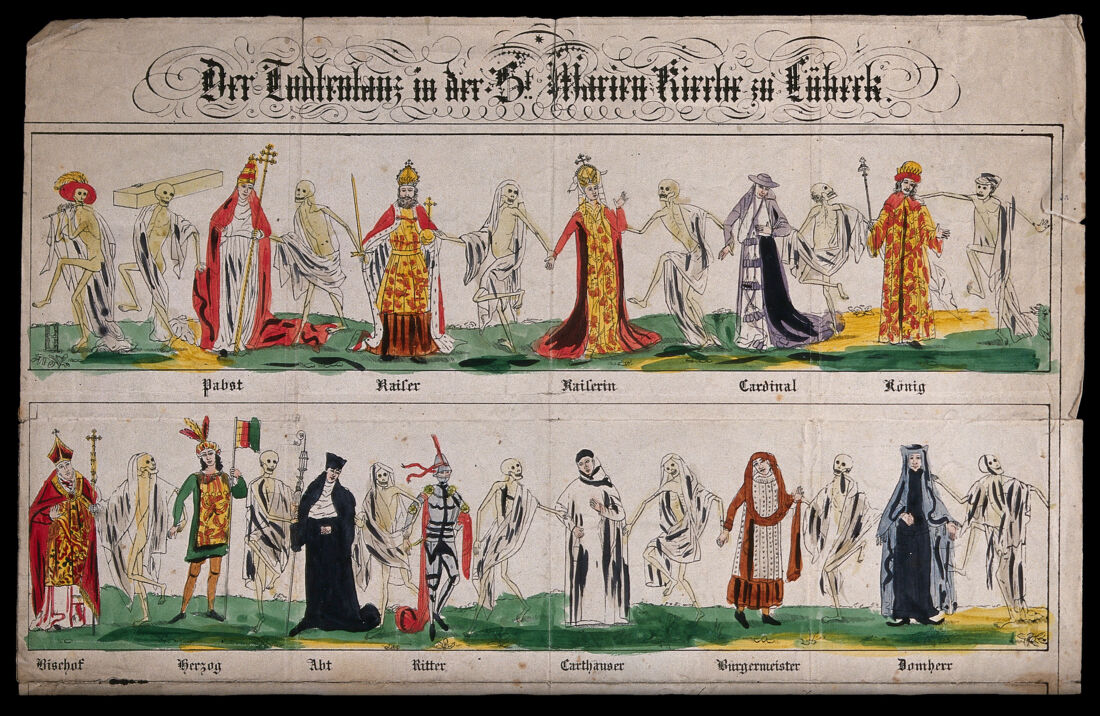 Der Todtentanz in der St. Marien Kirche zu Lübeck.
Pabst Kaiser Kaiserin Cardinal König
Bischof Herzog Abt Ritter Carthäuser Bürgermeister Domherr